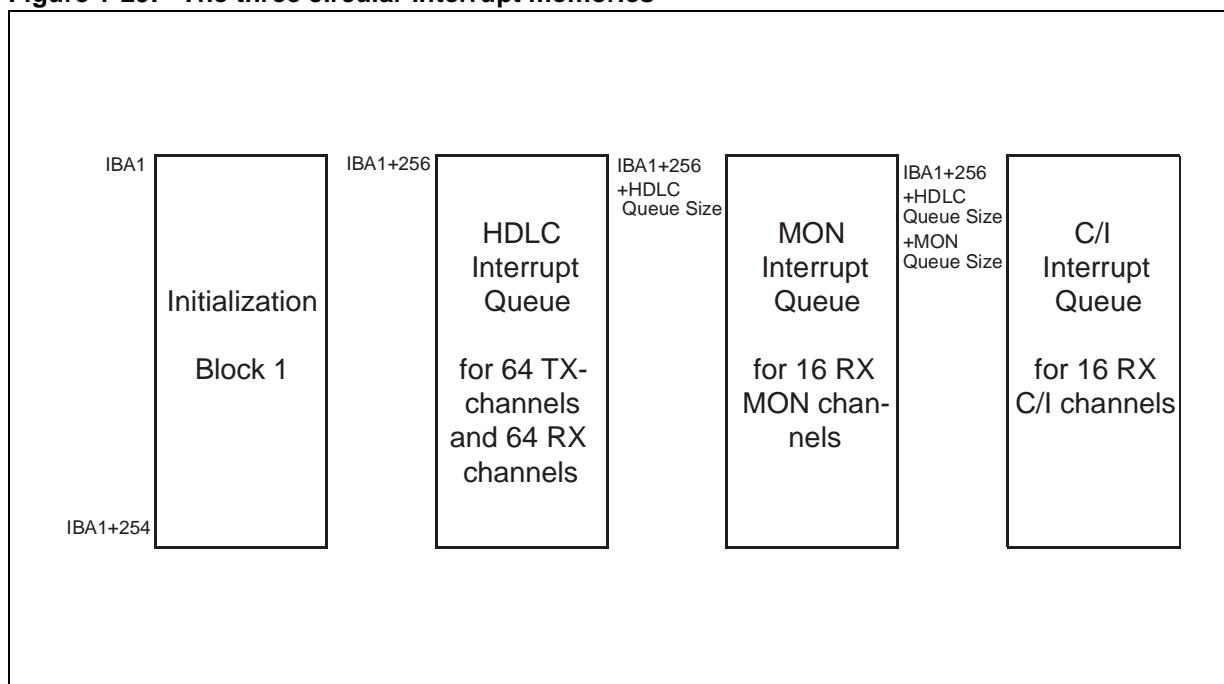 IBA1
Initialization
Block 1
IBA1+254
IBA1+256
HDLC
Interrupt
Queue
for 64 TX-
channels
and 64 RX
channels
IBA1+256
+HDLC
Queue Size
MON
Interrupt
Queue
for 16 RX
MON chan-
nels
IBA1+256
+HDLC
Queue Size
+MON
Queue Size
C/I
Interrupt
Queue
for 16 RX
C/I channels